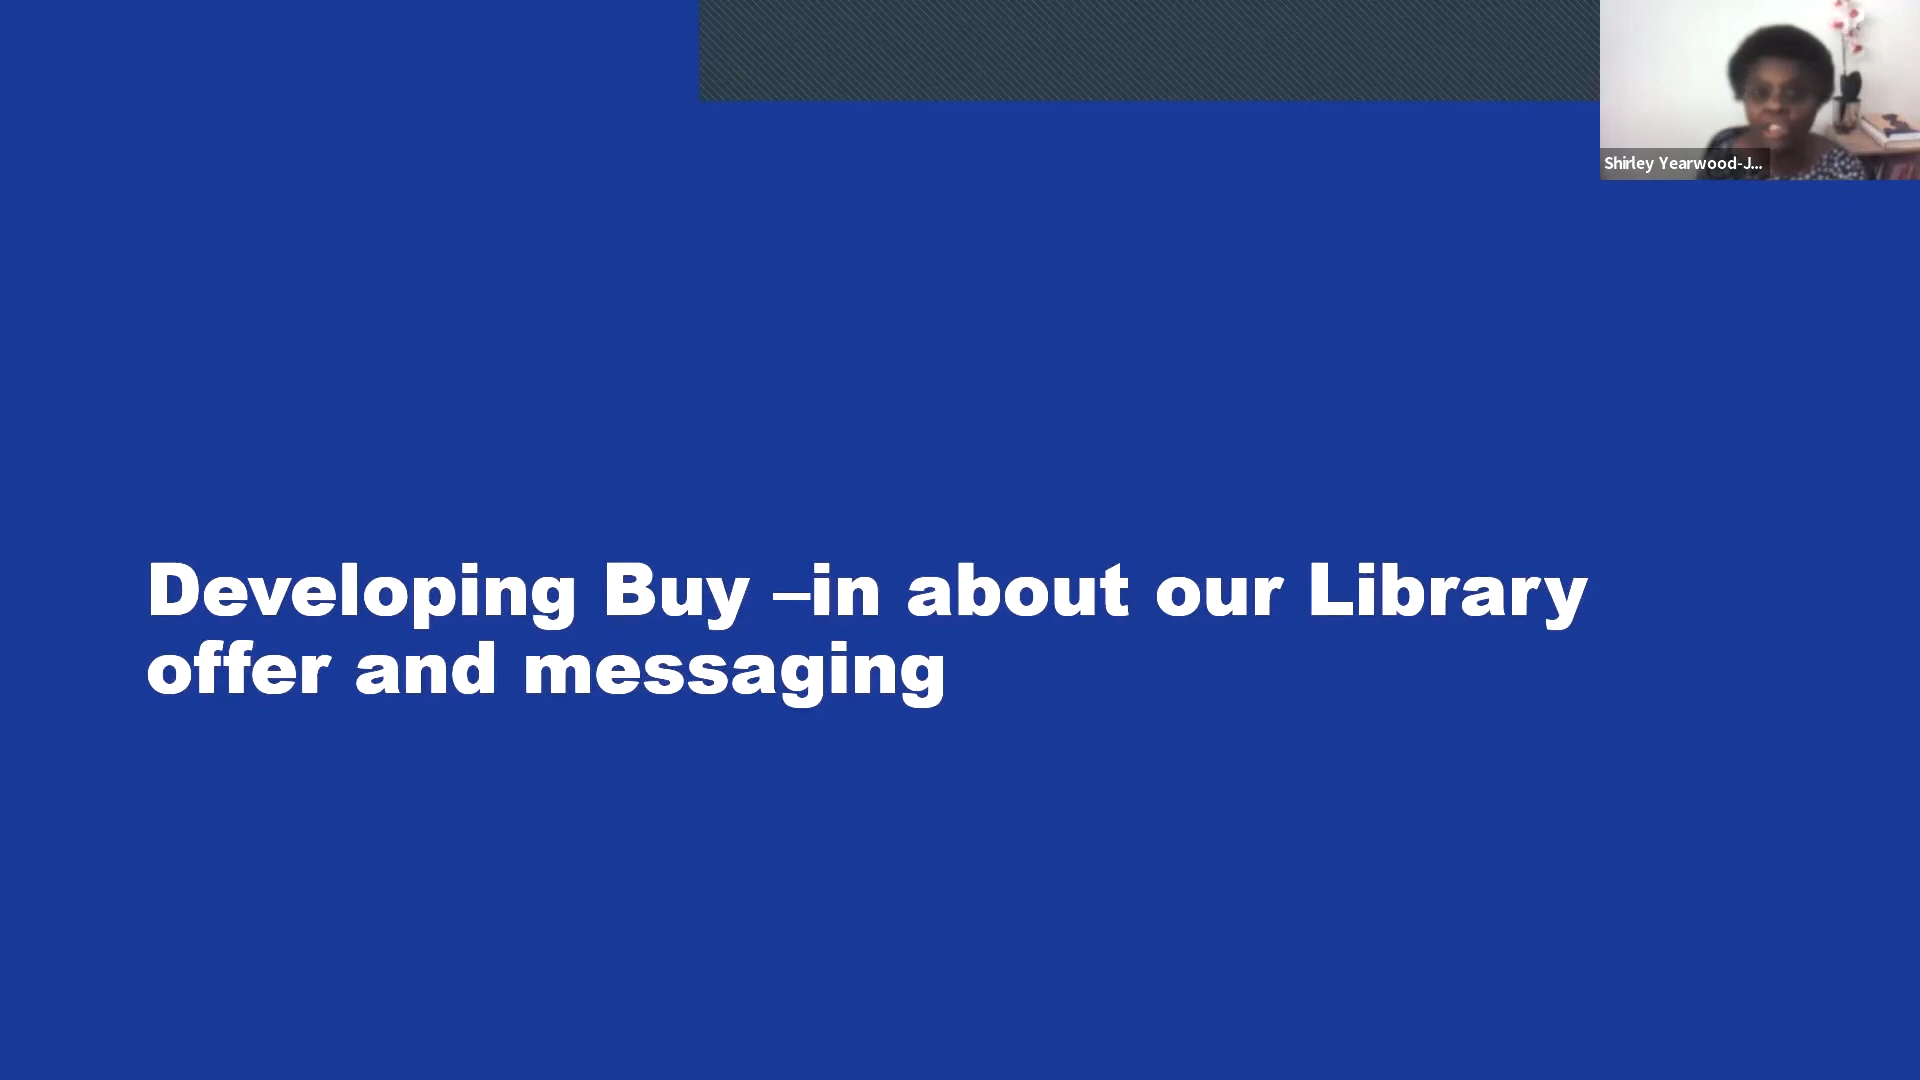 Shirley Yearwood-J...
Developing Buy –in about our Library
offer and messaging